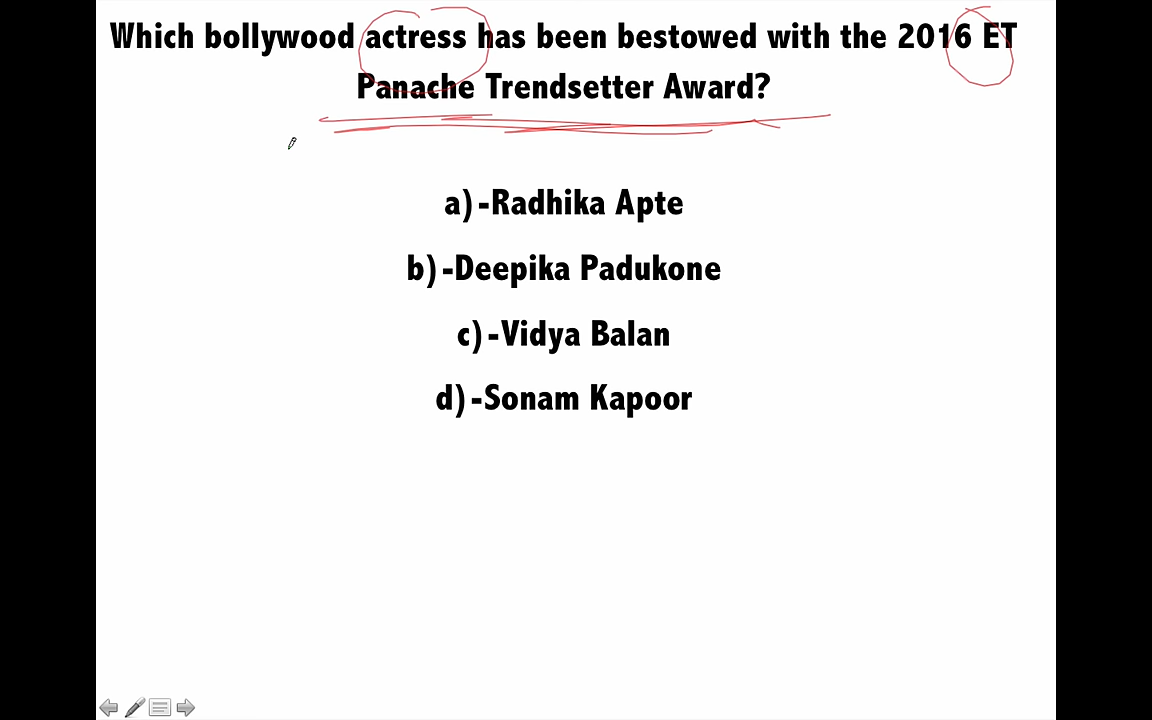 Which bollywood actress has been bestowed with the 2016 ET
Panache Trendsetter Award?
a)-Radhika Apte
b)-Deepika Padukone
c)-Vidya Balan
d)-Sonam Kapoor